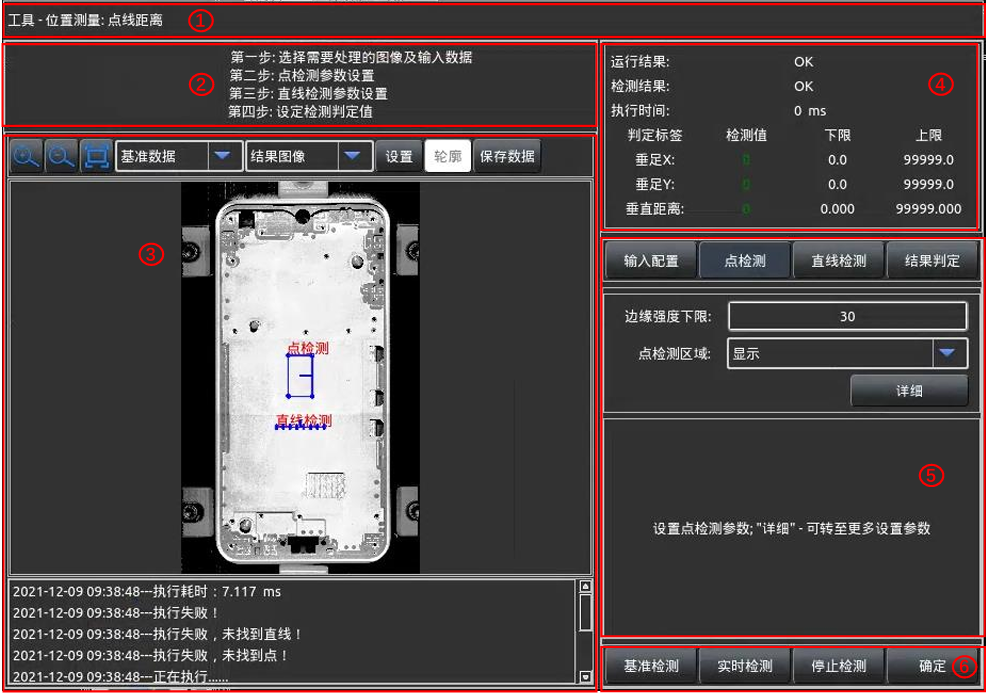 工具 - 位置测量: 点线距离 ①
②
第一步: 选择需要处理的图像及输入数据
第二步: 点检测参数设置
第三步: 直线检测参数设置
第四步: 设定检测判定值
基准数据 结果图像 设置 轮廓 保存数据
③
点检测
直线检测
2021-12-09 09:38:48---执行耗时：7.117 ms
2021-12-09 09:38:48---执行失败！
2021-12-09 09:38:48---执行失败，未找到直线！
2021-12-09 09:38:48---执行失败，未找到点！
2021-12-09 09:38:48---正在执行......
运行结果: OK
检测结果: OK ④
执行时间: 0 ms
判定标签 检测值 下限 上限
垂足X: 0 0.0 99999.0
垂足Y: 0 0.0 99999.0
垂直距离: 0 0.000 99999.000
输入配置 点检测 直线检测 结果判定
边缘强度下限: 30
点检测区域: 显示
详细
⑤
设置点检测参数; "详细" - 可转至更多设置参数
基准检测 实时检测 停止检测 确定 ⑥